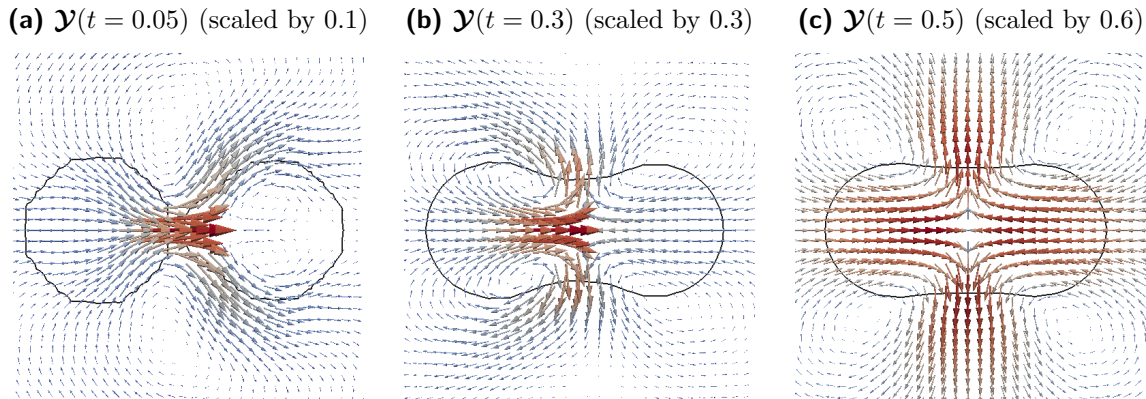 (a) 𝓨(t = 0.05) (scaled by 0.1)
(b) 𝓨(t = 0.3) (scaled by 0.3)
(c) 𝓨(t = 0.5) (scaled by 0.6)